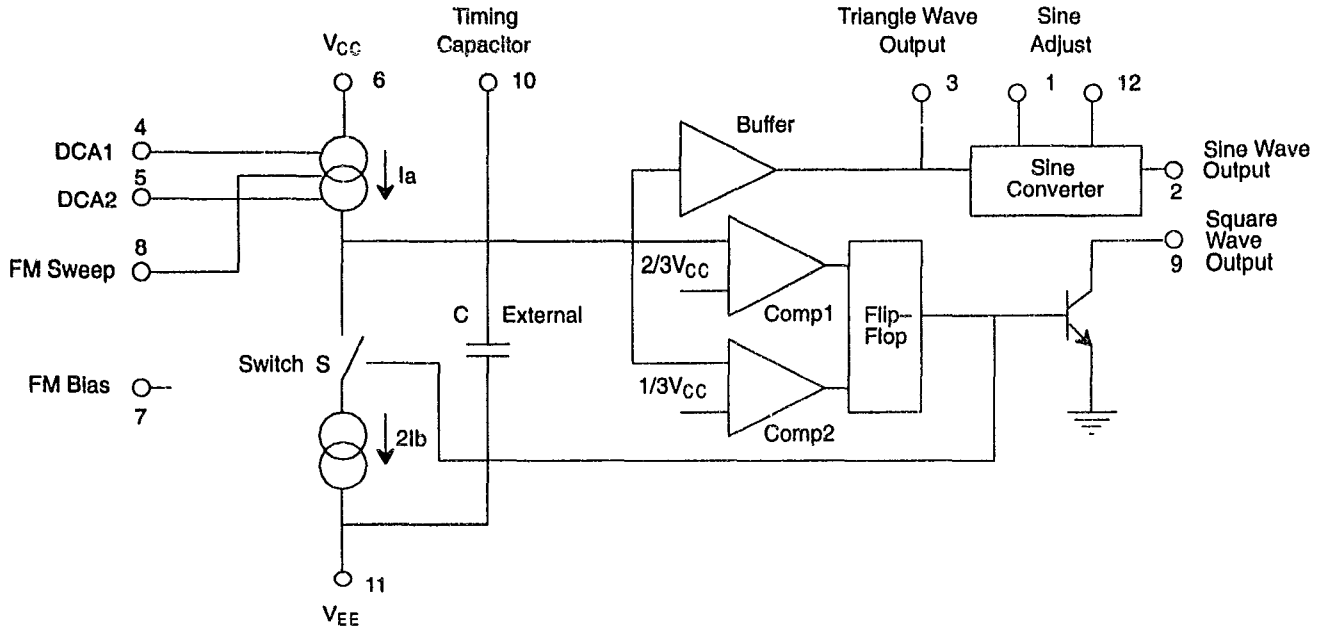 Timing
Capacitor
10
VCC
6
Triangle Wave
Output
3
Sine
Adjust
1
12
4
DCA1
5
DCA2
Ia
8
FM Sweep
Buffer
Sine
Converter
Sine Wave
Output
2
Square
Wave
Output
9
2/3VCC
Comp1
Flip–
Flop
C External
Switch S
FM Bias
7
1/3VCC
Comp2
2Ib
11
VEE